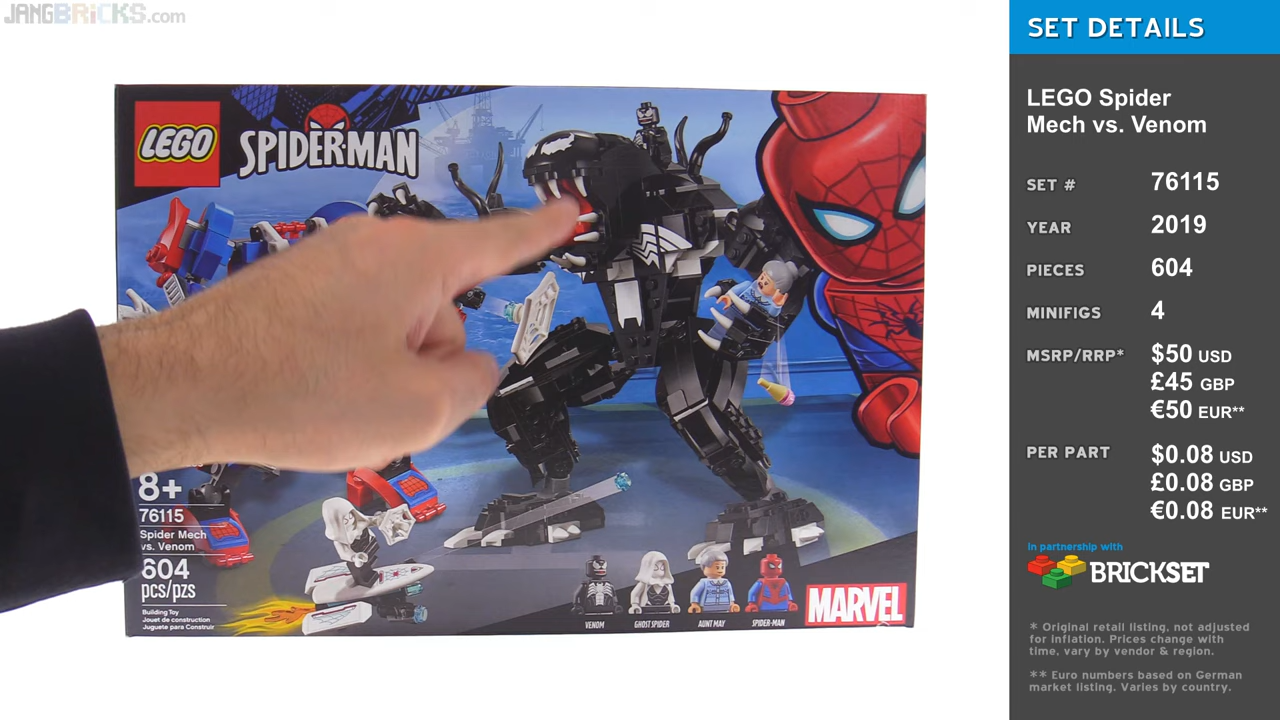 JANGBRiCKS.com
LEGO
SPIDER-MAN
8+
76115
Spider Mech
vs. Venom
604
pcs/pzs
Building Toy
Jouet de construction
Juguete para Construir
VENOM
GHOST SPIDER
AUNT MAY
SPIDER-MAN
MARVEL
SET DETAILS
LEGO Spider
Mech vs. Venom
SET # 76115
YEAR 2019
PIECES 604
MINIFIGS 4
MSRP/RRP* $50 USD
£45 GBP
€50 EUR**
PER PART $0.08 USD
£0.08 GBP
€0.08 EUR**
in partnership with
BRICKSET
* Original retail listing, not adjusted
for inflation. Prices change with
time, vary by vendor & region.
** Euro numbers based on German
market listing. Varies by country.